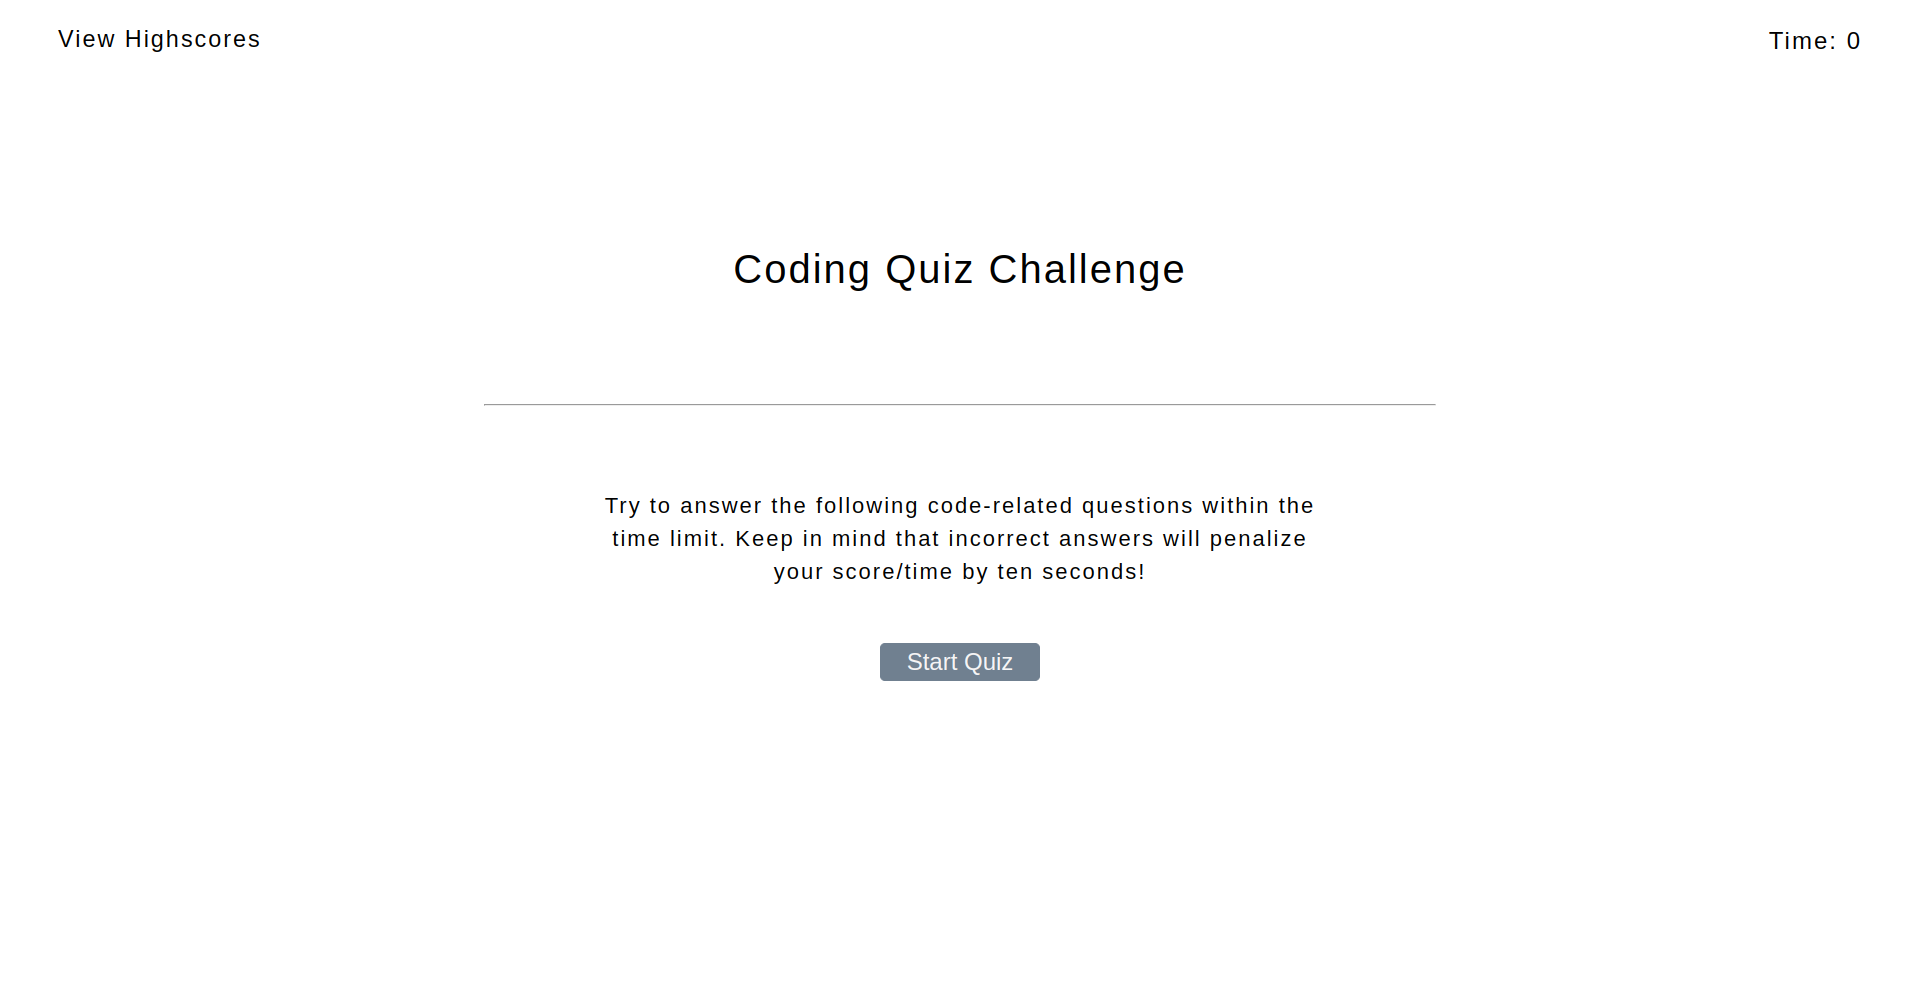 View Highscores
Time: 0
Coding Quiz Challenge
Try to answer the following code-related questions within the
time limit. Keep in mind that incorrect answers will penalize
your score/time by ten seconds!
Start Quiz